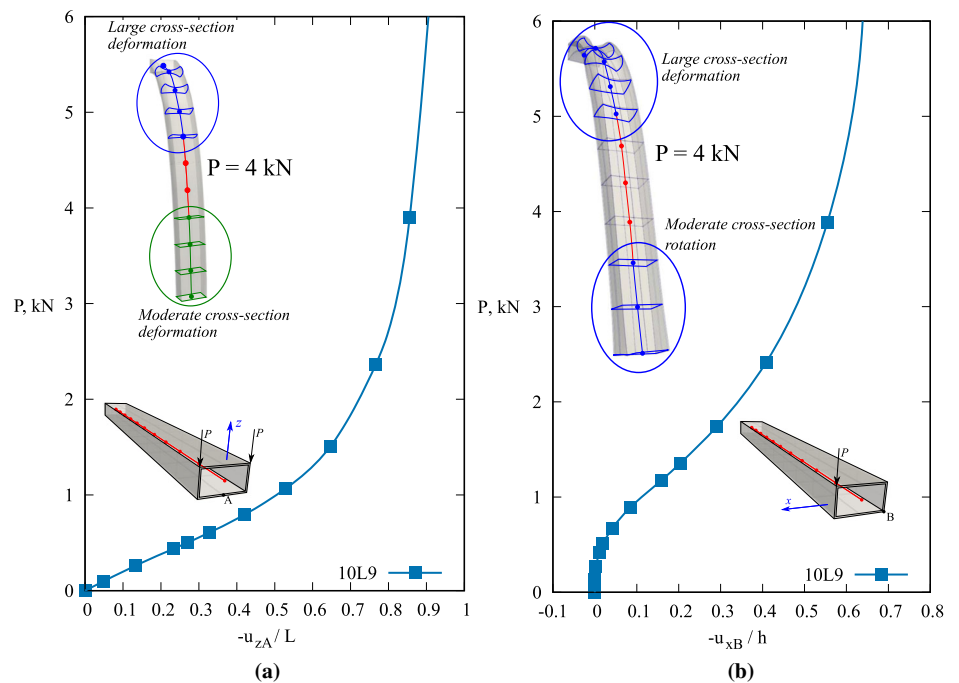 Large cross-section
deformation
P = 4 kN
Moderate cross-section
deformation
P, kN
6
5
4
3
2
1
0
z
P
P
A
10L9
0 0.1 0.2 0.3 0.4 0.5 0.6 0.7 0.8 0.9 1
-u_zA / L
(a)
Large cross-section
deformation
P = 4 kN
Moderate cross-section
rotation
P, kN
6
5
4
3
2
1
0
P
x
B
10L9
-0.1 0 0.1 0.2 0.3 0.4 0.5 0.6 0.7 0.8
-u_xB / h
(b)